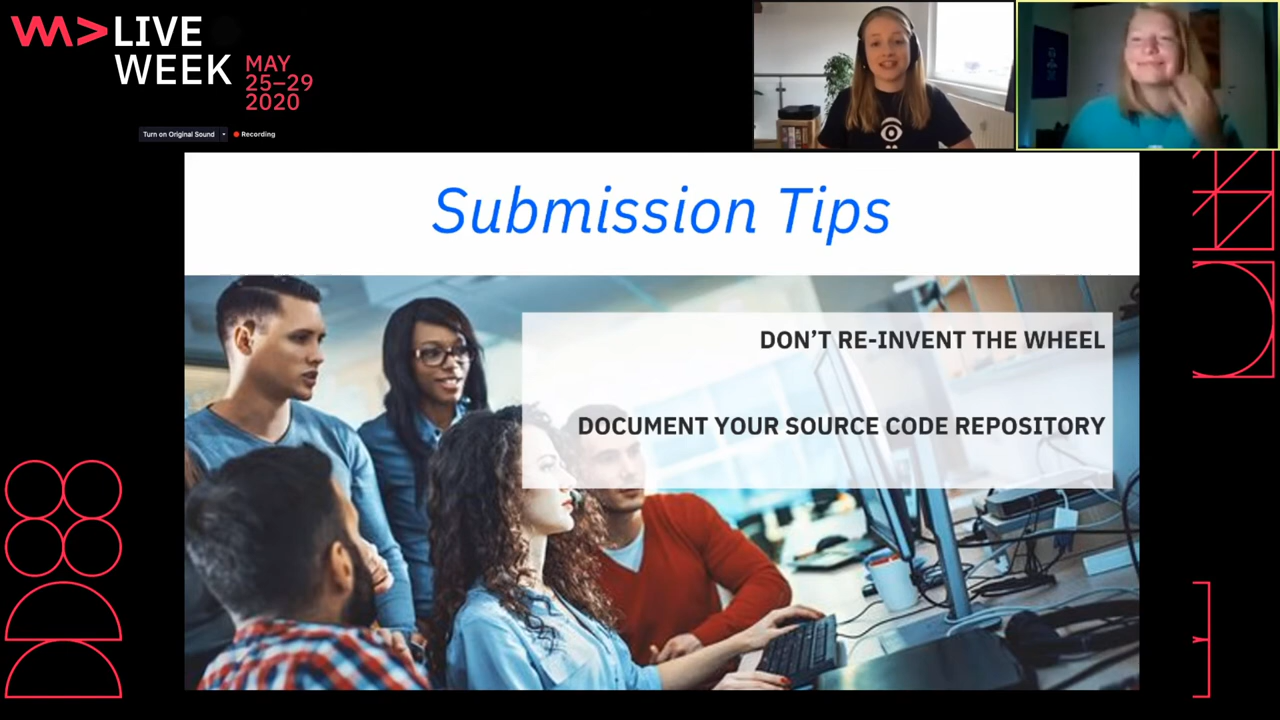 LIVE
WEEK
MAY
25–29
2020
Turn on Original Sound
Recording
Submission Tips
DON’T RE-INVENT THE WHEEL
DOCUMENT YOUR SOURCE CODE REPOSITORY